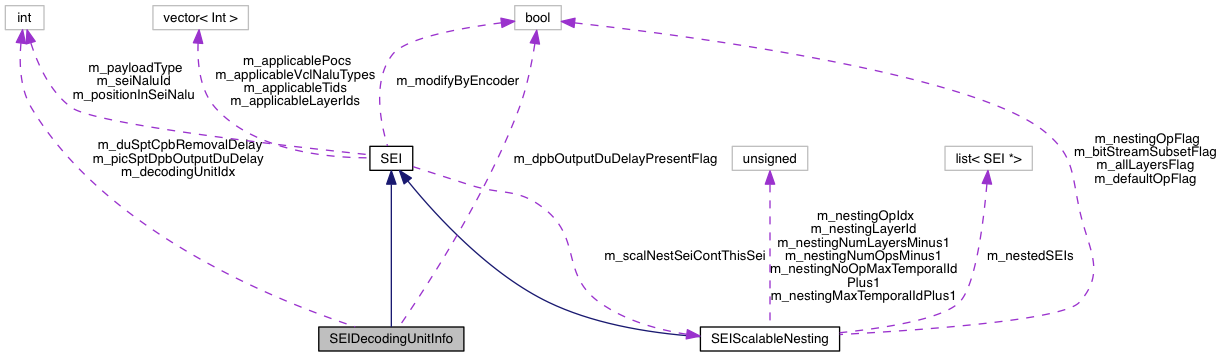 int
vector< Int >
bool
m_payloadType
m_seiNaluId
m_positionInSeiNalu
m_applicablePocs
m_applicableVclNaluTypes
m_applicableTids
m_applicableLayerIds
m_modifyByEncoder
m_duSptCpbRemovalDelay
m_picSptDpbOutputDuDelay
m_decodingUnitIdx
SEI
m_dpbOutputDuDelayPresentFlag
unsigned
list< SEI *>
m_nestingOpFlag
m_bitStreamSubsetFlag
m_allLayersFlag
m_defaultOpFlag
m_scalNestSeiContThisSei
m_nestingOpIdx
m_nestingLayerId
m_nestingNumLayersMinus1
m_nestingNumOpsMinus1
m_nestingNoOpMaxTemporalId
Plus1
m_nestingMaxTemporalIdPlus1
m_nestedSEIs
SEIDecodingUnitInfo
SEIScalableNesting